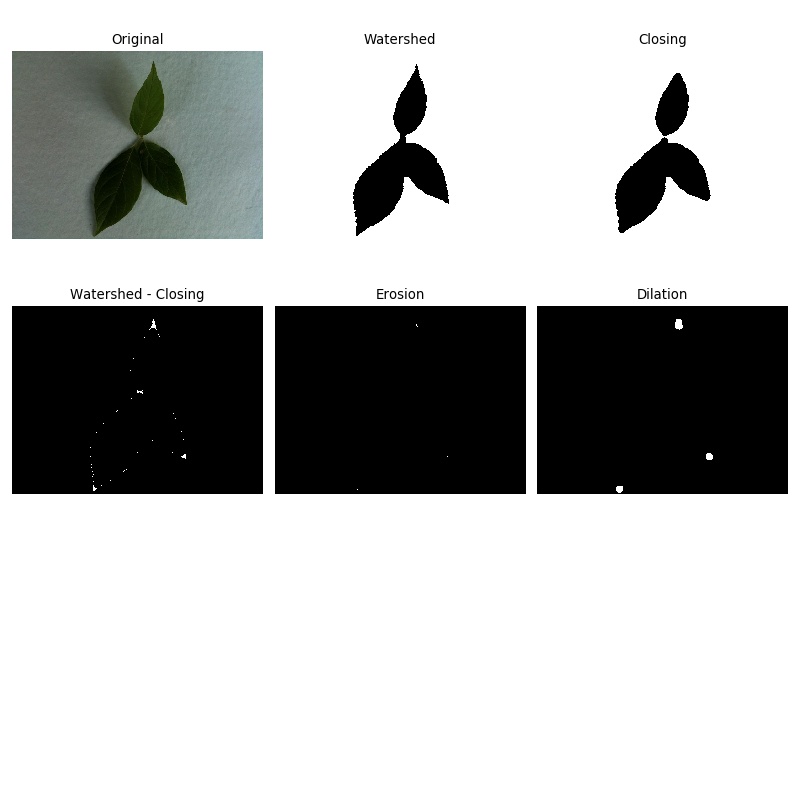 Original
Watershed
Closing
Watershed - Closing
Erosion
Dilation